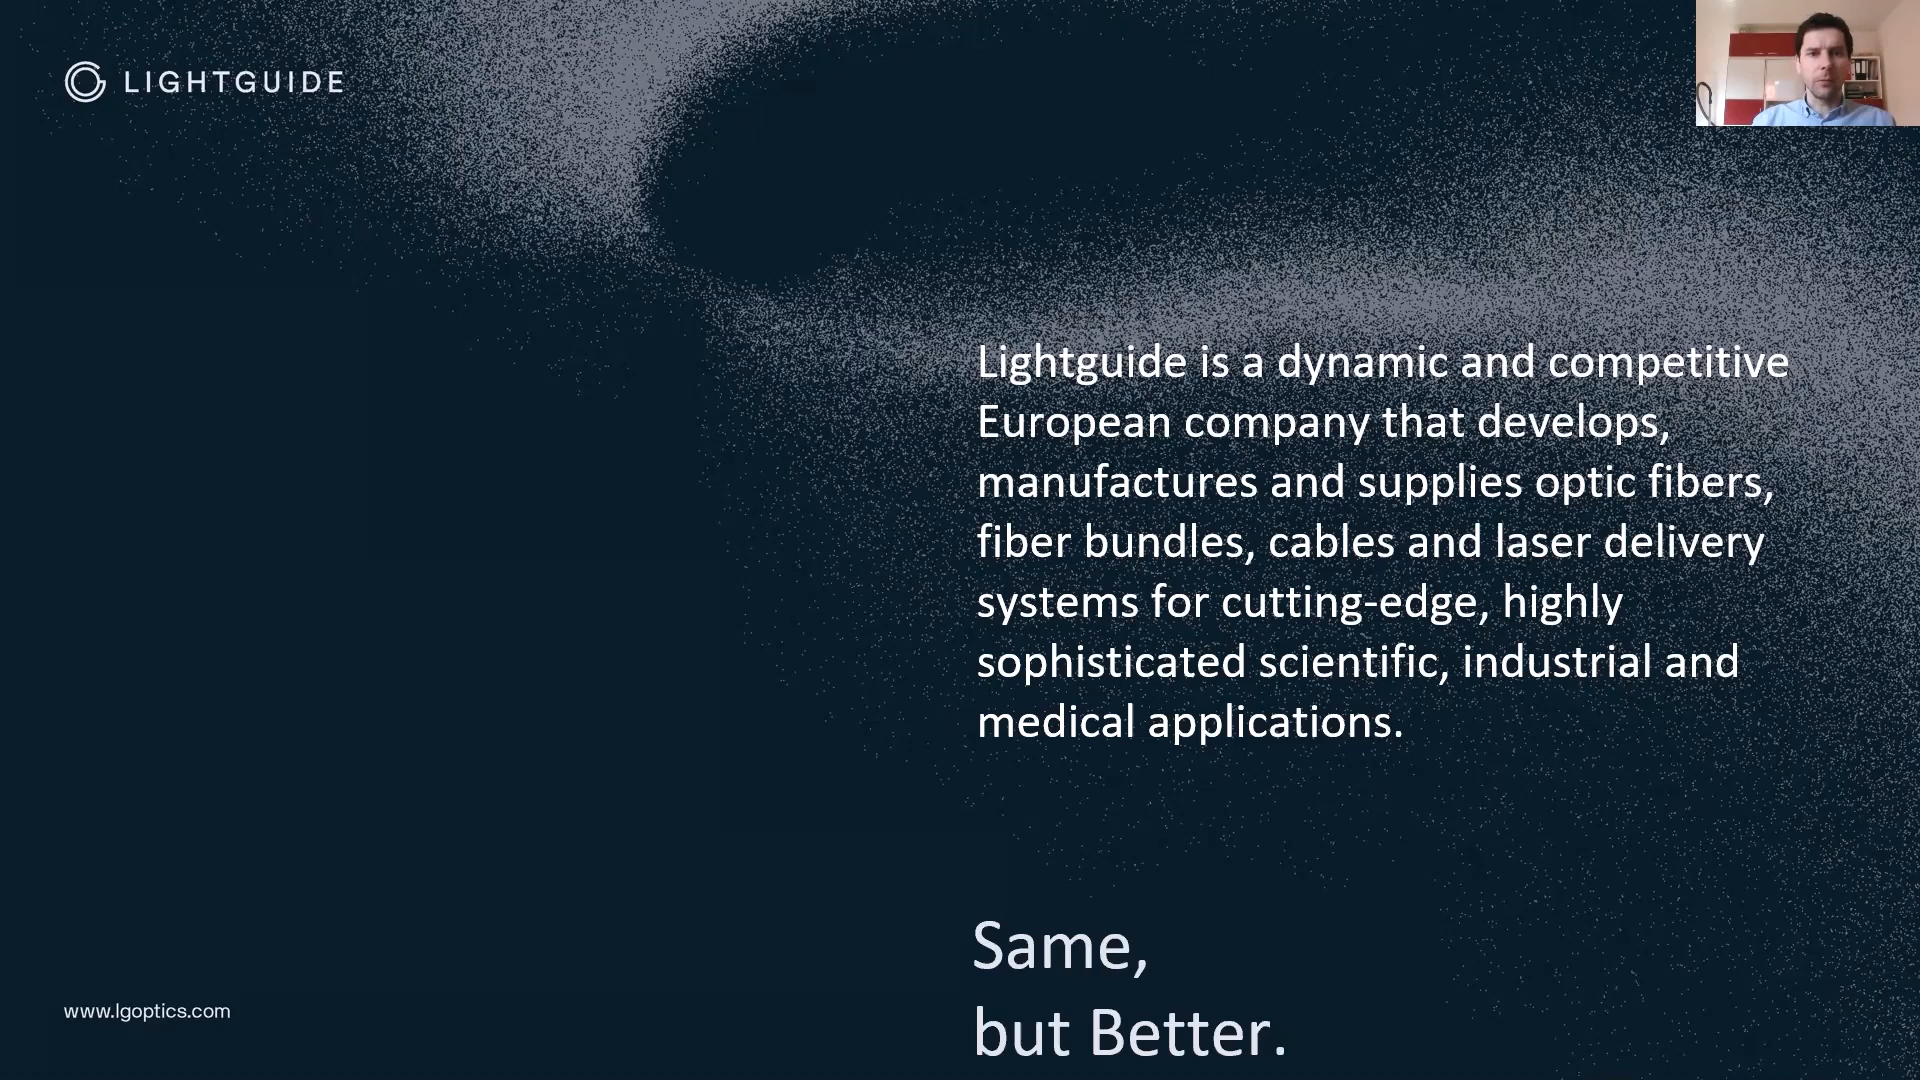 LIGHTGUIDE
Lightguide is a dynamic and competitive
European company that develops,
manufactures and supplies optic fibers,
fiber bundles, cables and laser delivery
systems for cutting-edge, highly
sophisticated scientific, industrial and
medical applications.
Same,
but Better.
www.lgoptics.com